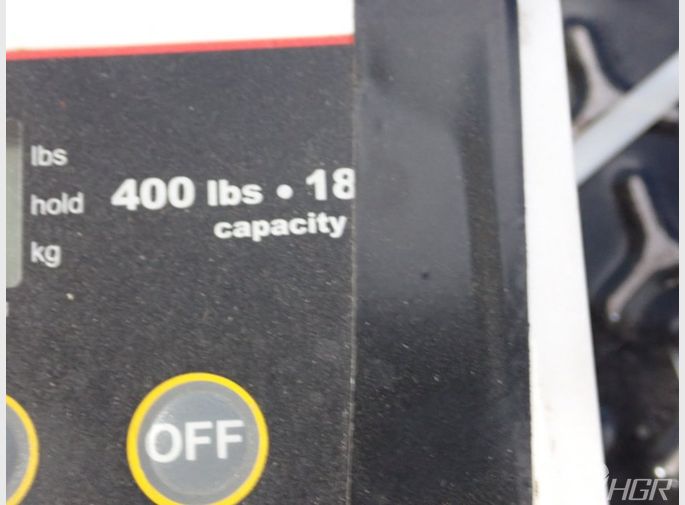 lbs
hold
kg
400 lbs • 18
capacity
OFF
HGR